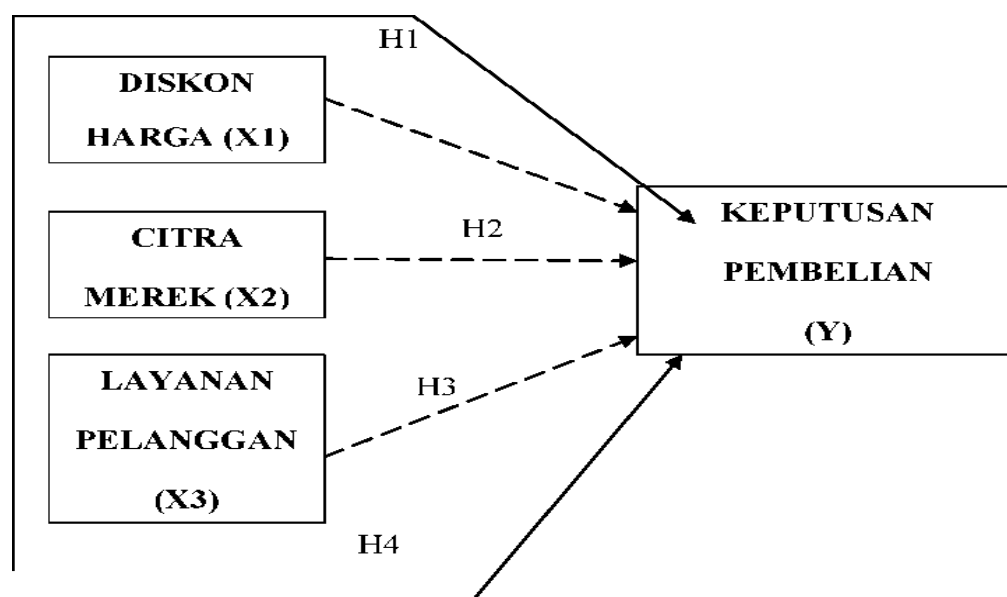 H1
DISKON
HARGA (X1)
H2
CITRA
MEREK (X2)
KEPUTUSAN
PEMBELIAN
(Y)
H3
LAYANAN
PELANGGAN
(X3)
H4